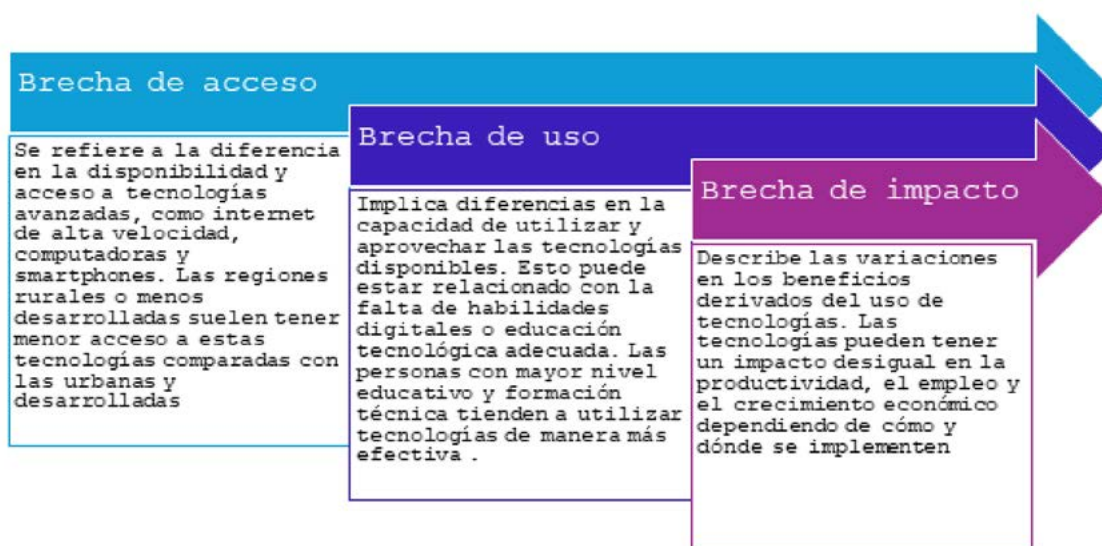 Brecha de acceso
Se refiere a la diferencia
en la disponibilidad y
acceso a tecnologías
avanzadas, como internet
de alta velocidad,
computadoras y
smartphones. Las regiones
rurales o menos
desarrolladas suelen tener
menor acceso a estas
tecnologías comparadas con
las urbanas y
desarrolladas
Brecha de uso
Implica diferencias en la
capacidad de utilizar y
aprovechar las tecnologías
disponibles. Esto puede
estar relacionado con la
falta de habilidades
digitales o educación
tecnológica adecuada. Las
personas con mayor nivel
educativo y formación
técnica tienden a utilizar
tecnologías de manera más
efectiva .
Brecha de impacto
Describe las variaciones
en los beneficios
derivados del uso de
tecnologías. Las
tecnologías pueden tener
un impacto desigual en la
productividad, el empleo y
el crecimiento económico
dependiendo de cómo y
dónde se implementen